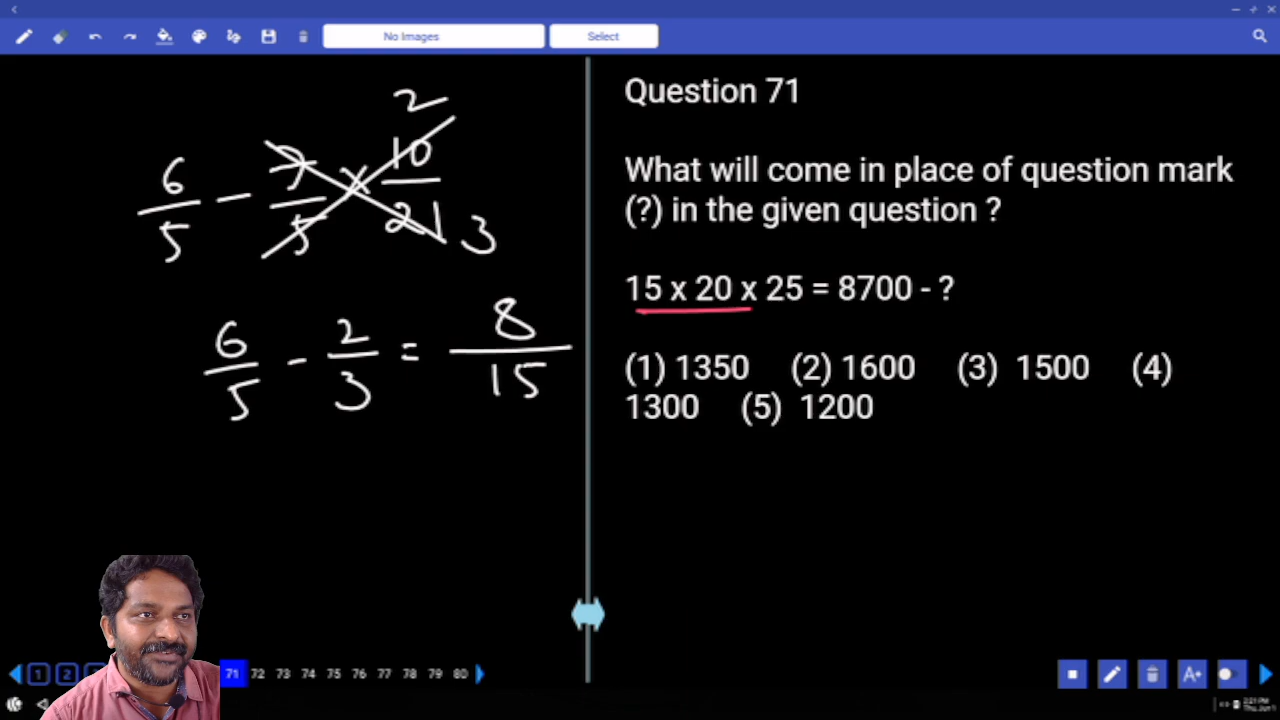 No Images
Select
2
6/5 - 7/5 x 10/21 3
6/5 - 2/3 = 8/15
Question 71
What will come in place of question mark
(?) in the given question ?
15 x 20 x 25 = 8700 - ?
(1) 1350 (2) 1600 (3) 1500 (4)
1300 (5) 1200
1 2 71 72 73 74 75 76 77 78 79 80
A+
2:21 PM